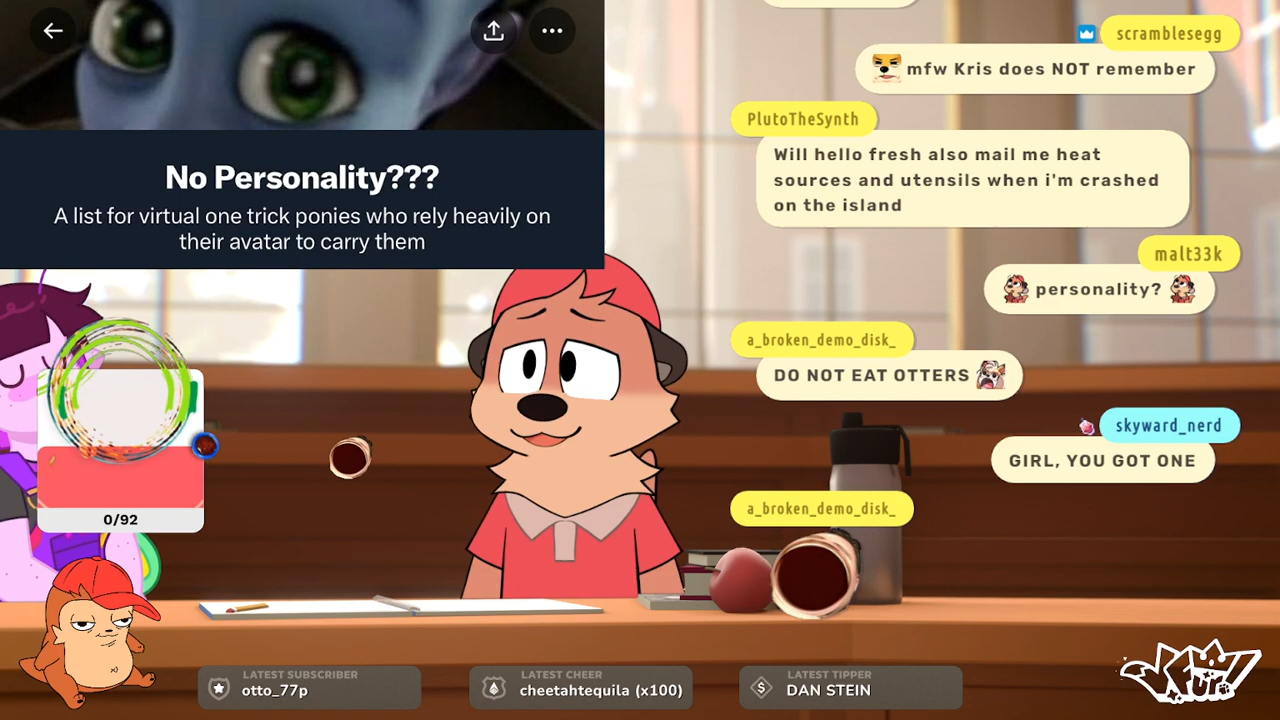 No Personality???
A list for virtual one trick ponies who rely heavily on
their avatar to carry them
scramblesegg
mfw Kris does NOT remember
PlutoTheSynth
Will hello fresh also mail me heat
sources and utensils when i'm crashed
on the island
malt33k
personality?
a_broken_demo_disk_
DO NOT EAT OTTERS
skyward_nerd
GIRL, YOU GOT ONE
a_broken_demo_disk_
0/92
LATEST SUBSCRIBER
otto_77p
LATEST CHEER
cheetahtequila (x100)
LATEST TIPPER
DAN STEIN